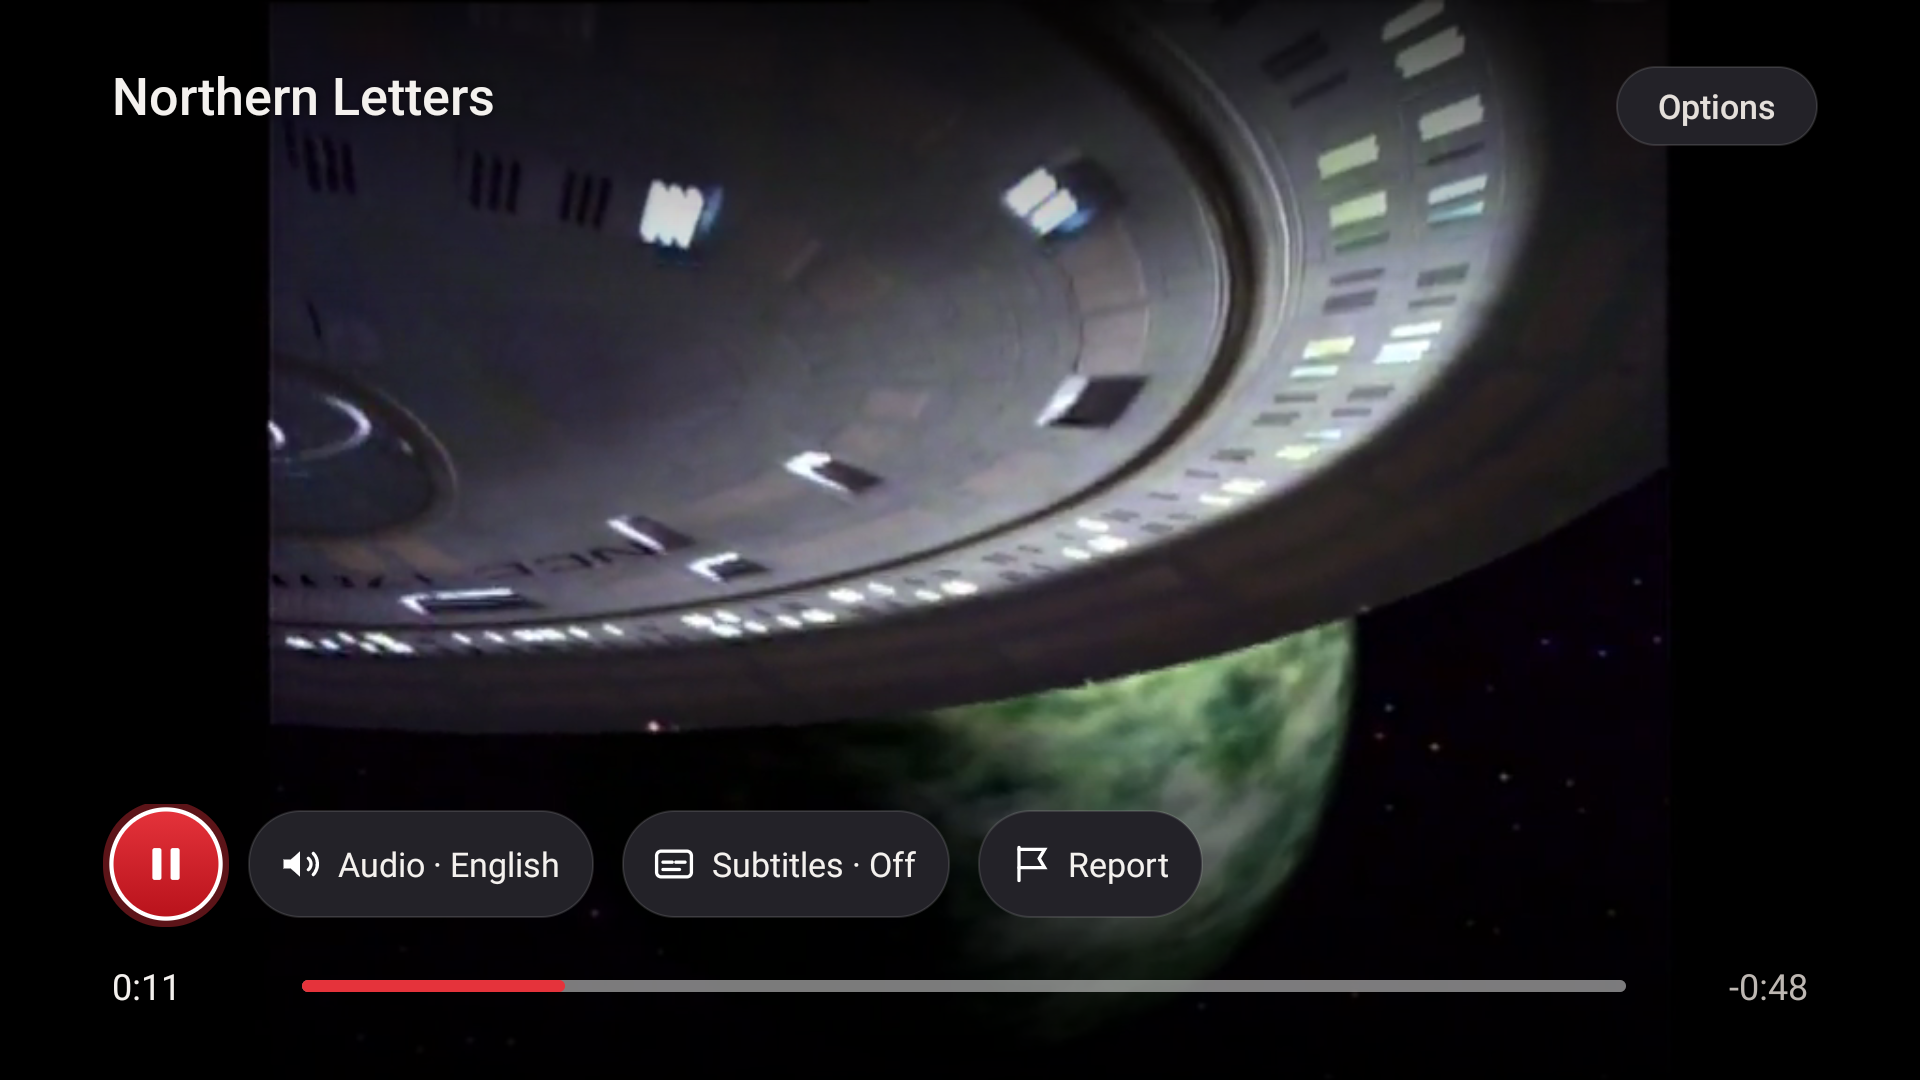 Northern Letters
Options
Audio · English
Subtitles · Off
Report
0:11
-0:48